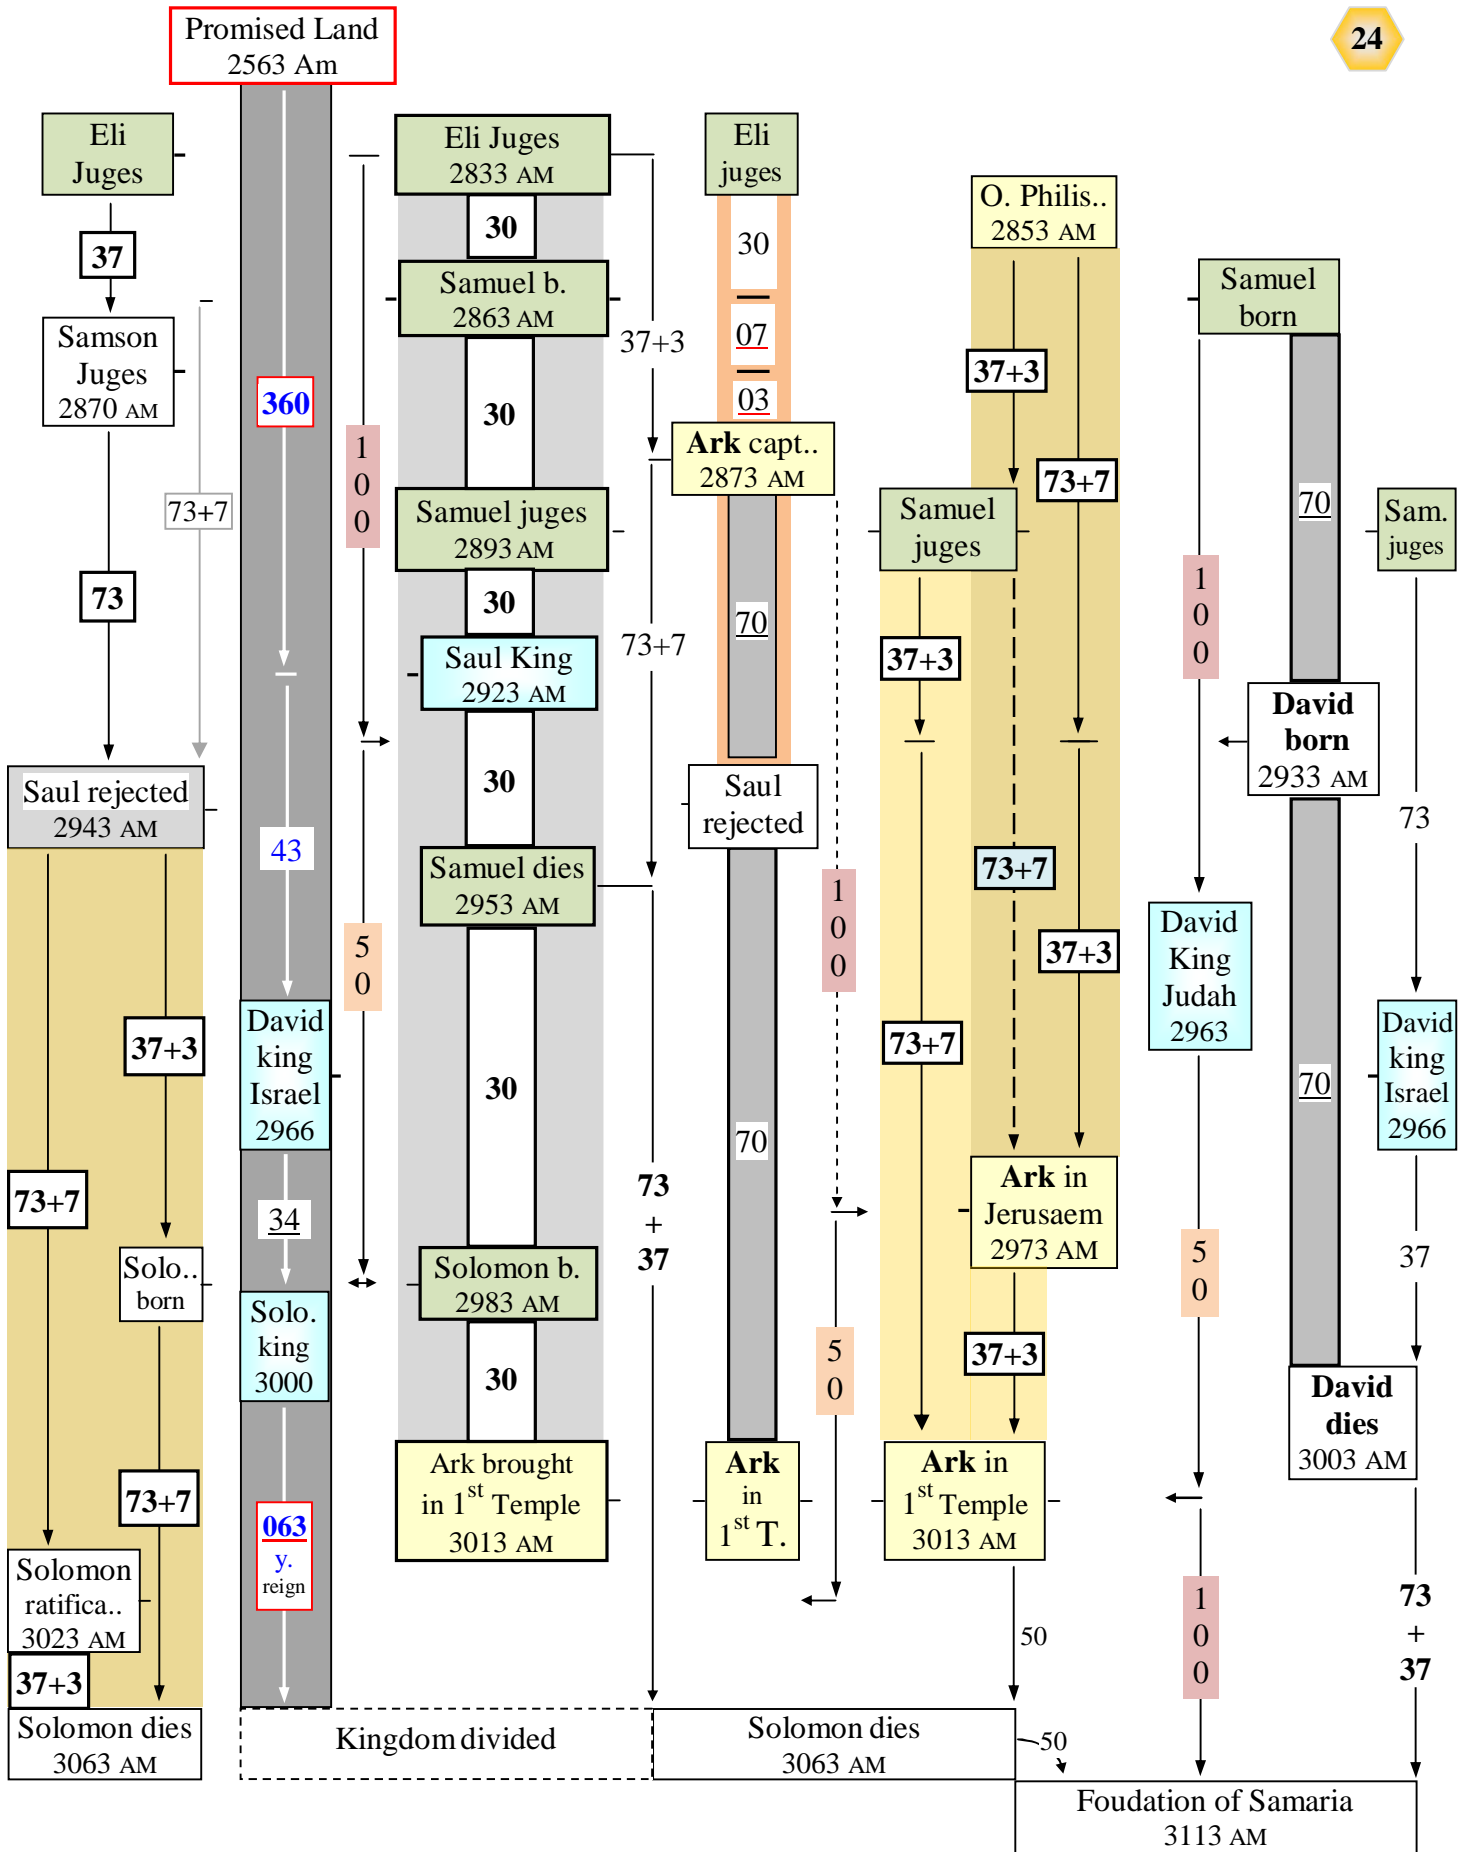 Promised Land
2563 Am
24
Eli
Juges
37
Samson
Juges
2870 AM
73
73+7
Saul rejected
2943 AM
37+3
73+7
Solo..
born
73+7
Solomon
ratifica..
3023 AM
37+3
Solomon dies
3063 AM
360
43
David
king
Israel
2966
34
Solo.
king
3000
063
y.
reign
1
0
0
5
0
Eli Juges
2833 AM
30
Samuel b.
2863 AM
30
Samuel juges
2893 AM
30
Saul King
2923 AM
30
Samuel dies
2953 AM
30
Solomon b.
2983 AM
30
Ark brought
in 1st Temple
3013 AM
37+3
73+7
73
+
37
Kingdom divided
Eli
juges
30
07
03
Ark capt..
2873 AM
70
Saul
rejected
70
Ark
in
1st T.
1
0
0
5
0
O. Philis..
2853 AM
37+3
73+7
Samuel
juges
37+3
73+7
37+3
73+7
Ark in
Jerusaem
2973 AM
37+3
Ark in
1st Temple
3013 AM
50
Solomon dies
3063 AM
50
Samuel
born
70
1
0
0
David
born
2933 AM
David
King
Judah
2963
70
5
0
David
dies
3003 AM
1
0
0
Sam.
juges
73
David
king
Israel
2966
37
73
+
37
Foudation of Samaria
3113 AM